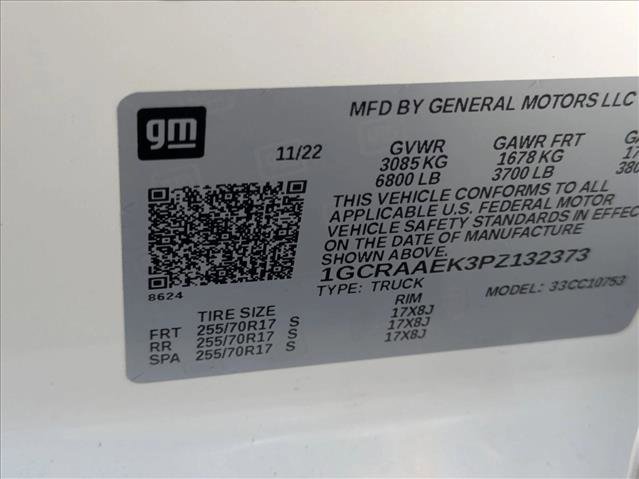 gm
MFD BY GENERAL MOTORS LLC
11/22 GVWR GAWR FRT
3085 KG 1678 KG
6800 LB 3700 LB
THIS VEHICLE CONFORMS TO ALL
APPLICABLE U.S. FEDERAL MOTOR
VEHICLE SAFETY STANDARDS IN EFFEC
ON THE DATE OF MANUFACTURE
SHOWN ABOVE.
1GCRAAEK3PZ132373
8624
TYPE: TRUCK MODEL: 33CC10753
TIRE SIZE RIM
FRT 255/70R17 S 17X8J
RR 255/70R17 S 17X8J
SPA 255/70R17 S 17X8J